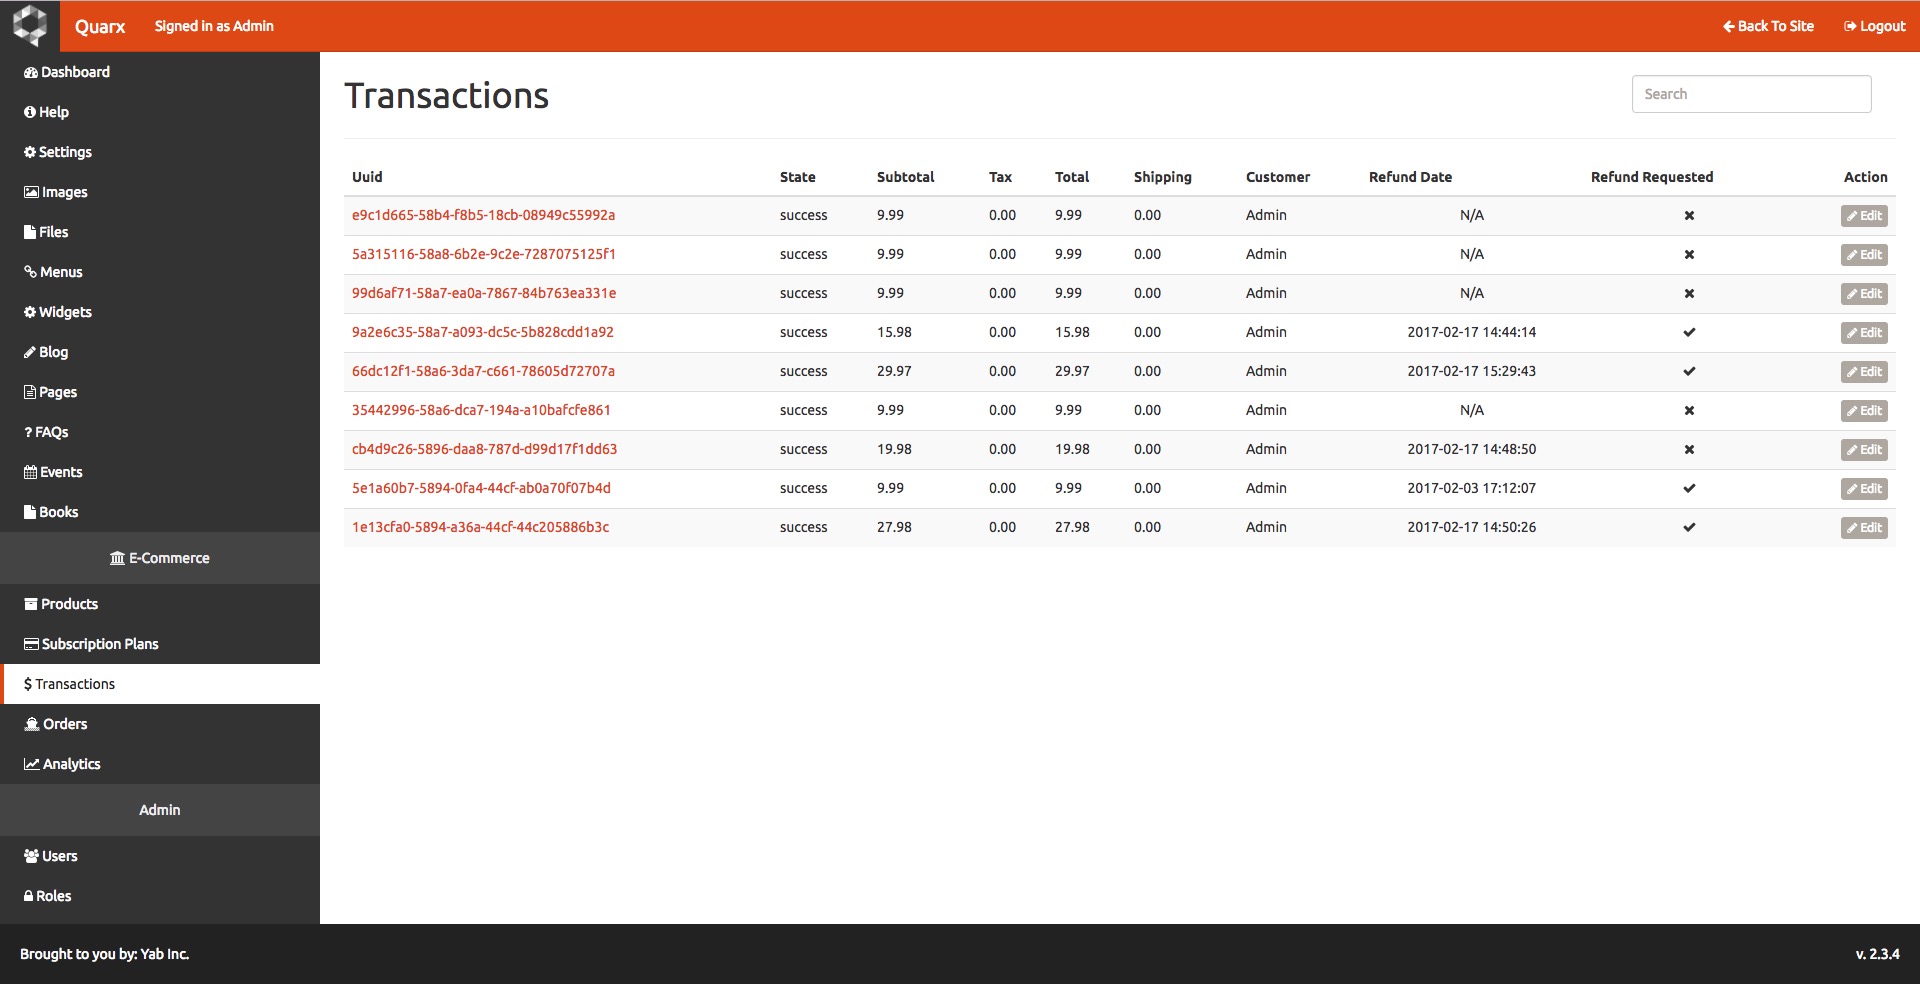 Quarx Signed in as Admin Back To Site Logout
Dashboard
Help
Settings
Images
Files
Menus
Widgets
Blog
Pages
? FAQs
Events
Books
E-Commerce
Products
Subscription Plans
$ Transactions
Orders
Analytics
Admin
Users
Roles
Transactions
Search
Uuid State Subtotal Tax Total Shipping Customer Refund Date Refund Requested Action
e9c1d665-58b4-f8b5-18cb-08949c55992a success 9.99 0.00 9.99 0.00 Admin N/A Edit
5a315116-58a8-6b2e-9c2e-7287075125f1 success 9.99 0.00 9.99 0.00 Admin N/A Edit
99d6af71-58a7-ea0a-7867-84b763ea331e success 9.99 0.00 9.99 0.00 Admin N/A Edit
9a2e6c35-58a7-a093-dc5c-5b828cdd1a92 success 15.98 0.00 15.98 0.00 Admin 2017-02-17 14:44:14 Edit
66dc12f1-58a6-3da7-c661-78605d72707a success 29.97 0.00 29.97 0.00 Admin 2017-02-17 15:29:43 Edit
35442996-58a6-dca7-194a-a10bafcfe861 success 9.99 0.00 9.99 0.00 Admin N/A Edit
cb4d9c26-5896-daa8-787d-d99d17f1dd63 success 19.98 0.00 19.98 0.00 Admin 2017-02-17 14:48:50 Edit
5e1a60b7-5894-0fa4-44cf-ab0a70f07b4d success 9.99 0.00 9.99 0.00 Admin 2017-02-03 17:12:07 Edit
1e13cfa0-5894-a36a-44cf-44c205886b3c success 27.98 0.00 27.98 0.00 Admin 2017-02-17 14:50:26 Edit
Brought to you by: Yab Inc. v. 2.3.4